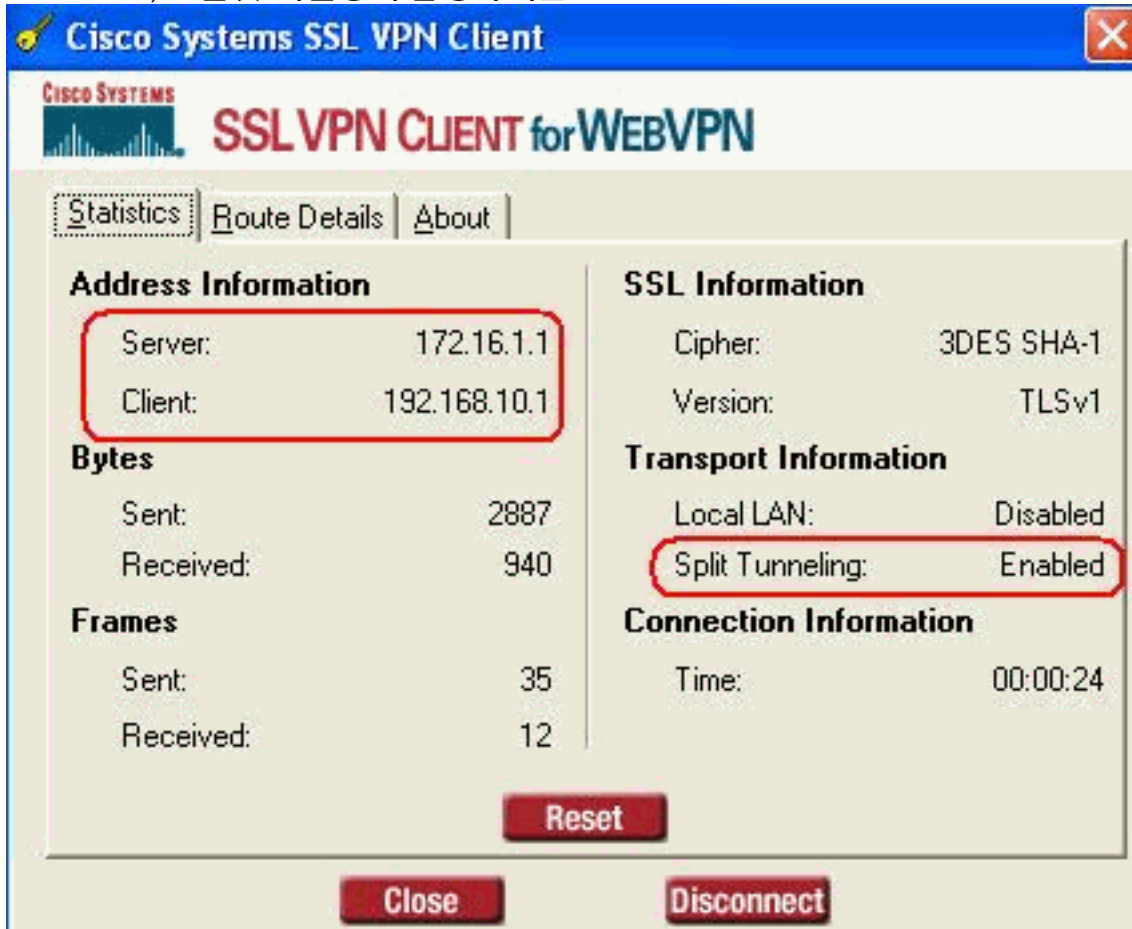 Cisco Systems SSL VPN Client
CISCO SYSTEMS
SSL VPN CLIENT for WEBVPN
Statistics Route Details About
Address Information
Server: 172.16.1.1
Client: 192.168.10.1
Bytes
Sent: 2887
Received: 940
Frames
Sent: 35
Received: 12
SSL Information
Cipher: 3DES SHA-1
Version: TLSv1
Transport Information
Local LAN: Disabled
Split Tunneling: Enabled
Connection Information
Time: 00:00:24
Reset
Close Disconnect